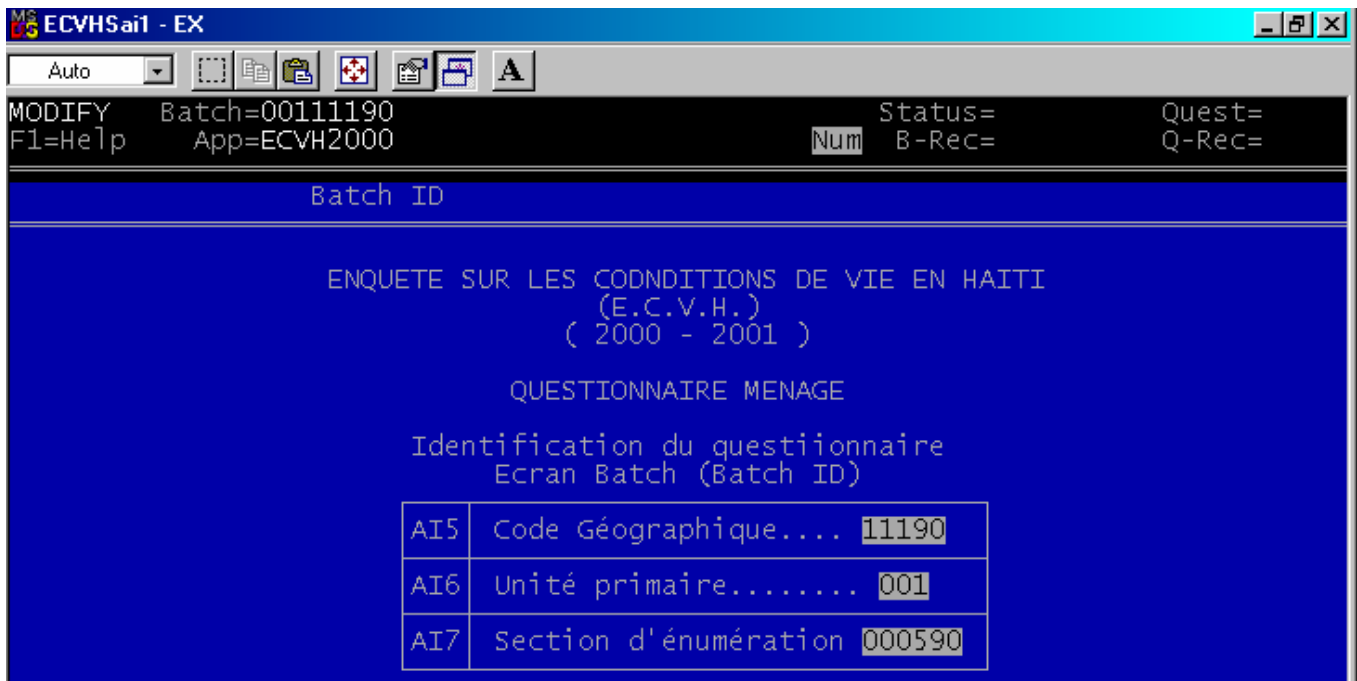 ECVHSai1 - EX
Auto A
MODIFY Batch=00111190 Status= Quest=
F1=Help App=ECVH2000 Num B-Rec= Q-Rec=
Batch ID
ENQUETE SUR LES CODNDITIONS DE VIE EN HAITI
(E.C.V.H.)
( 2000 - 2001 )
QUESTIONNAIRE MENAGE
Identification du questiionnaire
Ecran Batch (Batch ID)
AI5 Code Géographique.... 11190
AI6 Unité primaire........ 001
AI7 Section d'énumération 000590